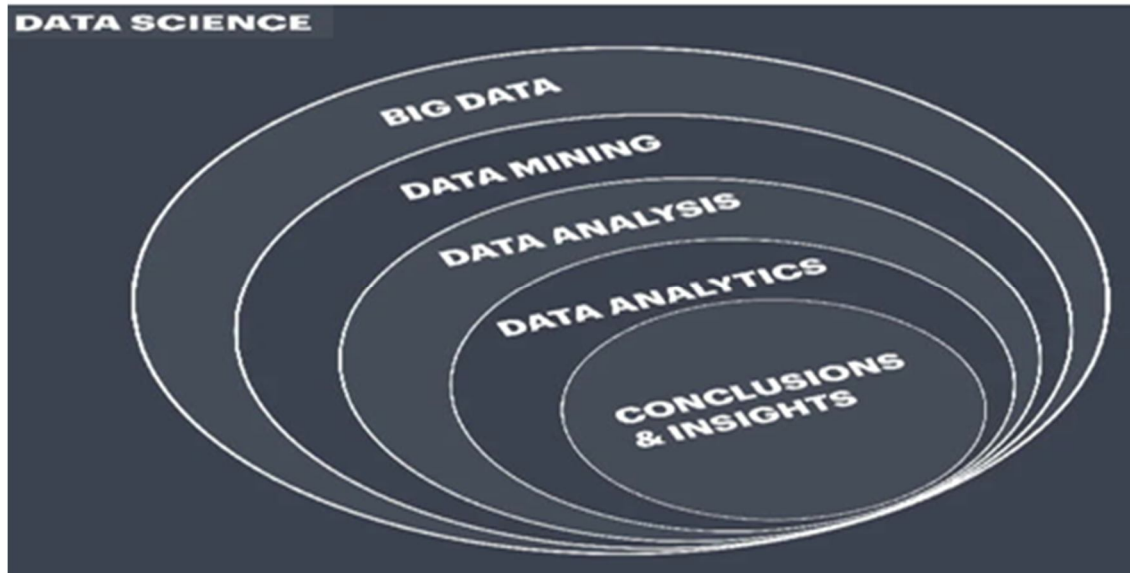 DATA SCIENCE
BIG DATA
DATA MINING
DATA ANALYSIS
DATA ANALYTICS
CONCLUSIONS
& INSIGHTS